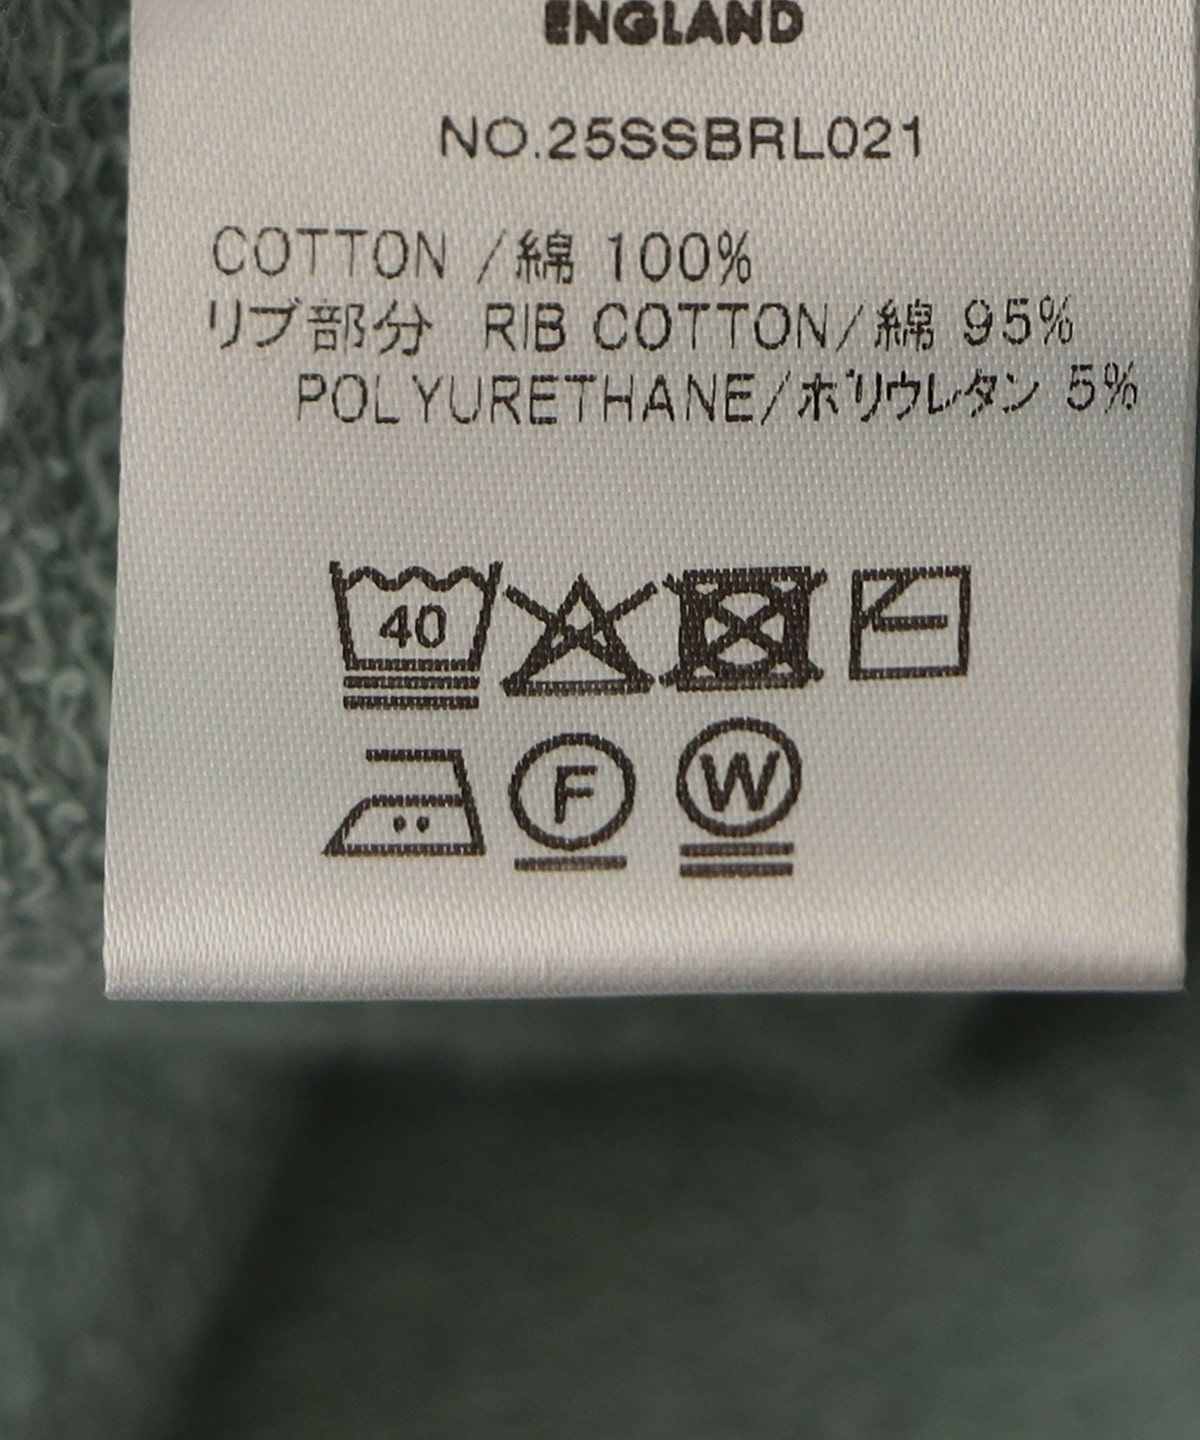 ENGLAND
NO.25SSBRL021
COTTON /綿 100%
リブ部分 RIB COTTON/綿 95%
POLYURETHANE/ポリウレタン 5%
40
F
W